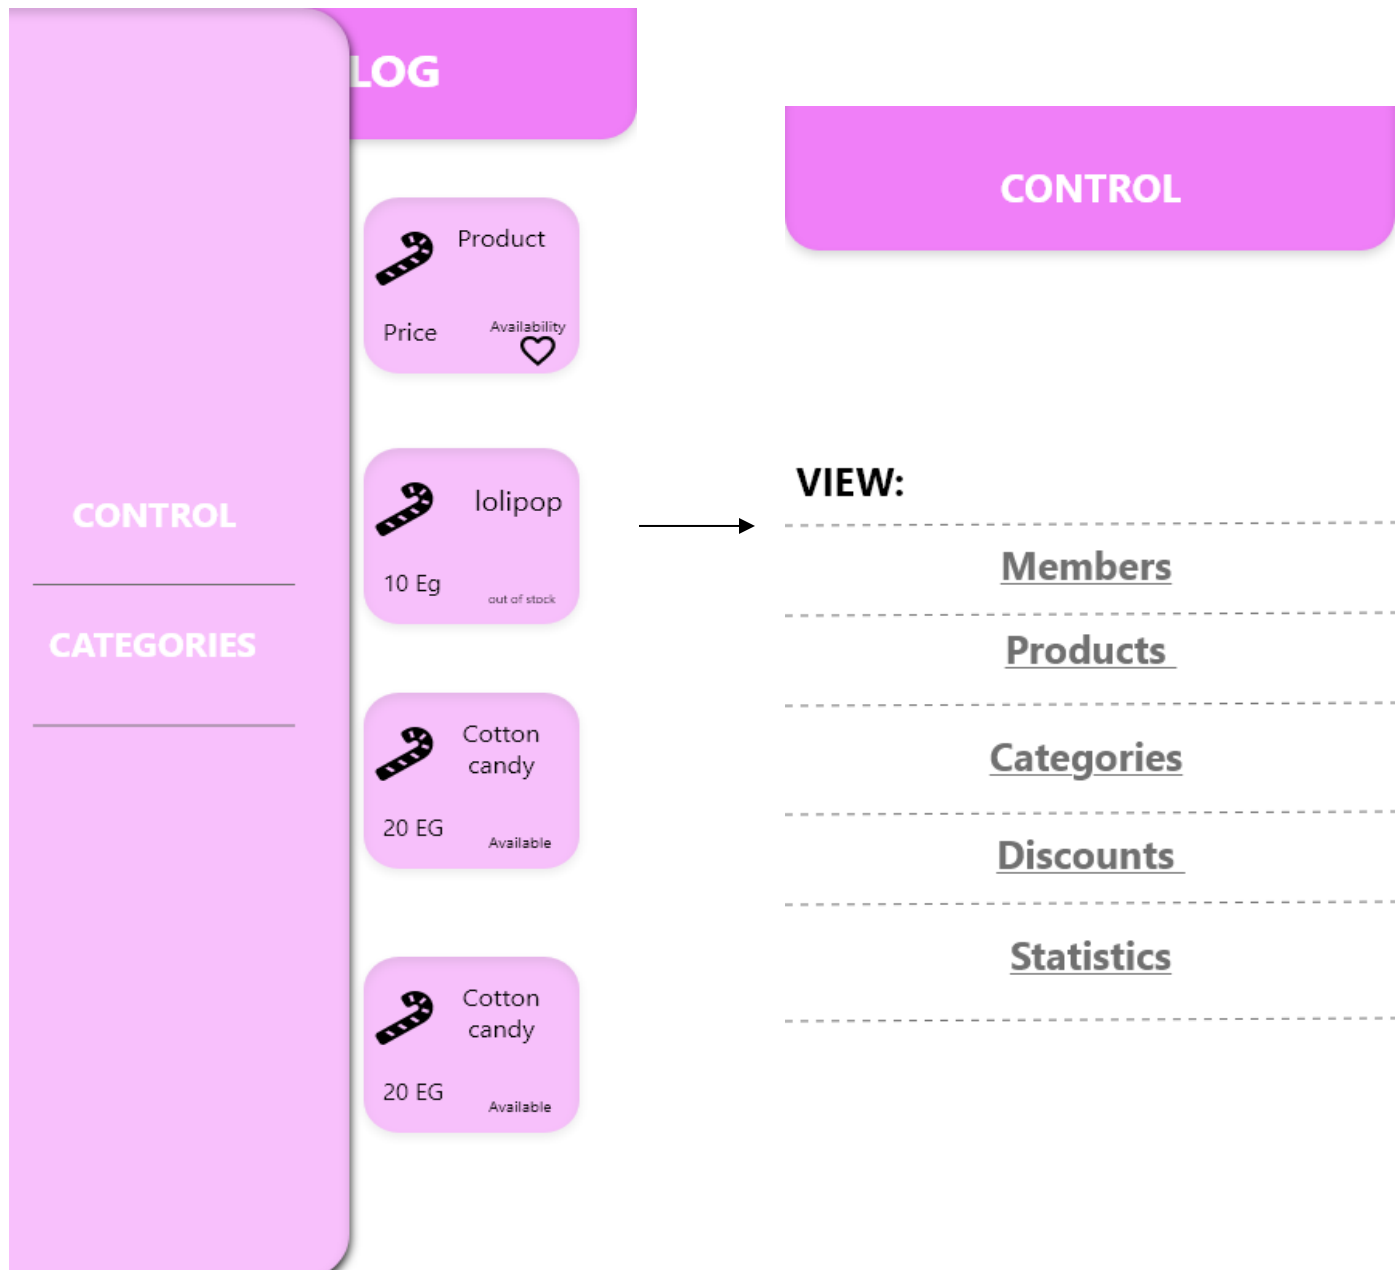 LOG
CONTROL
CATEGORIES
Product
Price
Availability
lolipop
10 Eg
out of stock
Cotton
candy
20 EG
Available
Cotton
candy
20 EG
Available
CONTROL
VIEW:
Members
Products
Categories
Discounts
Statistics